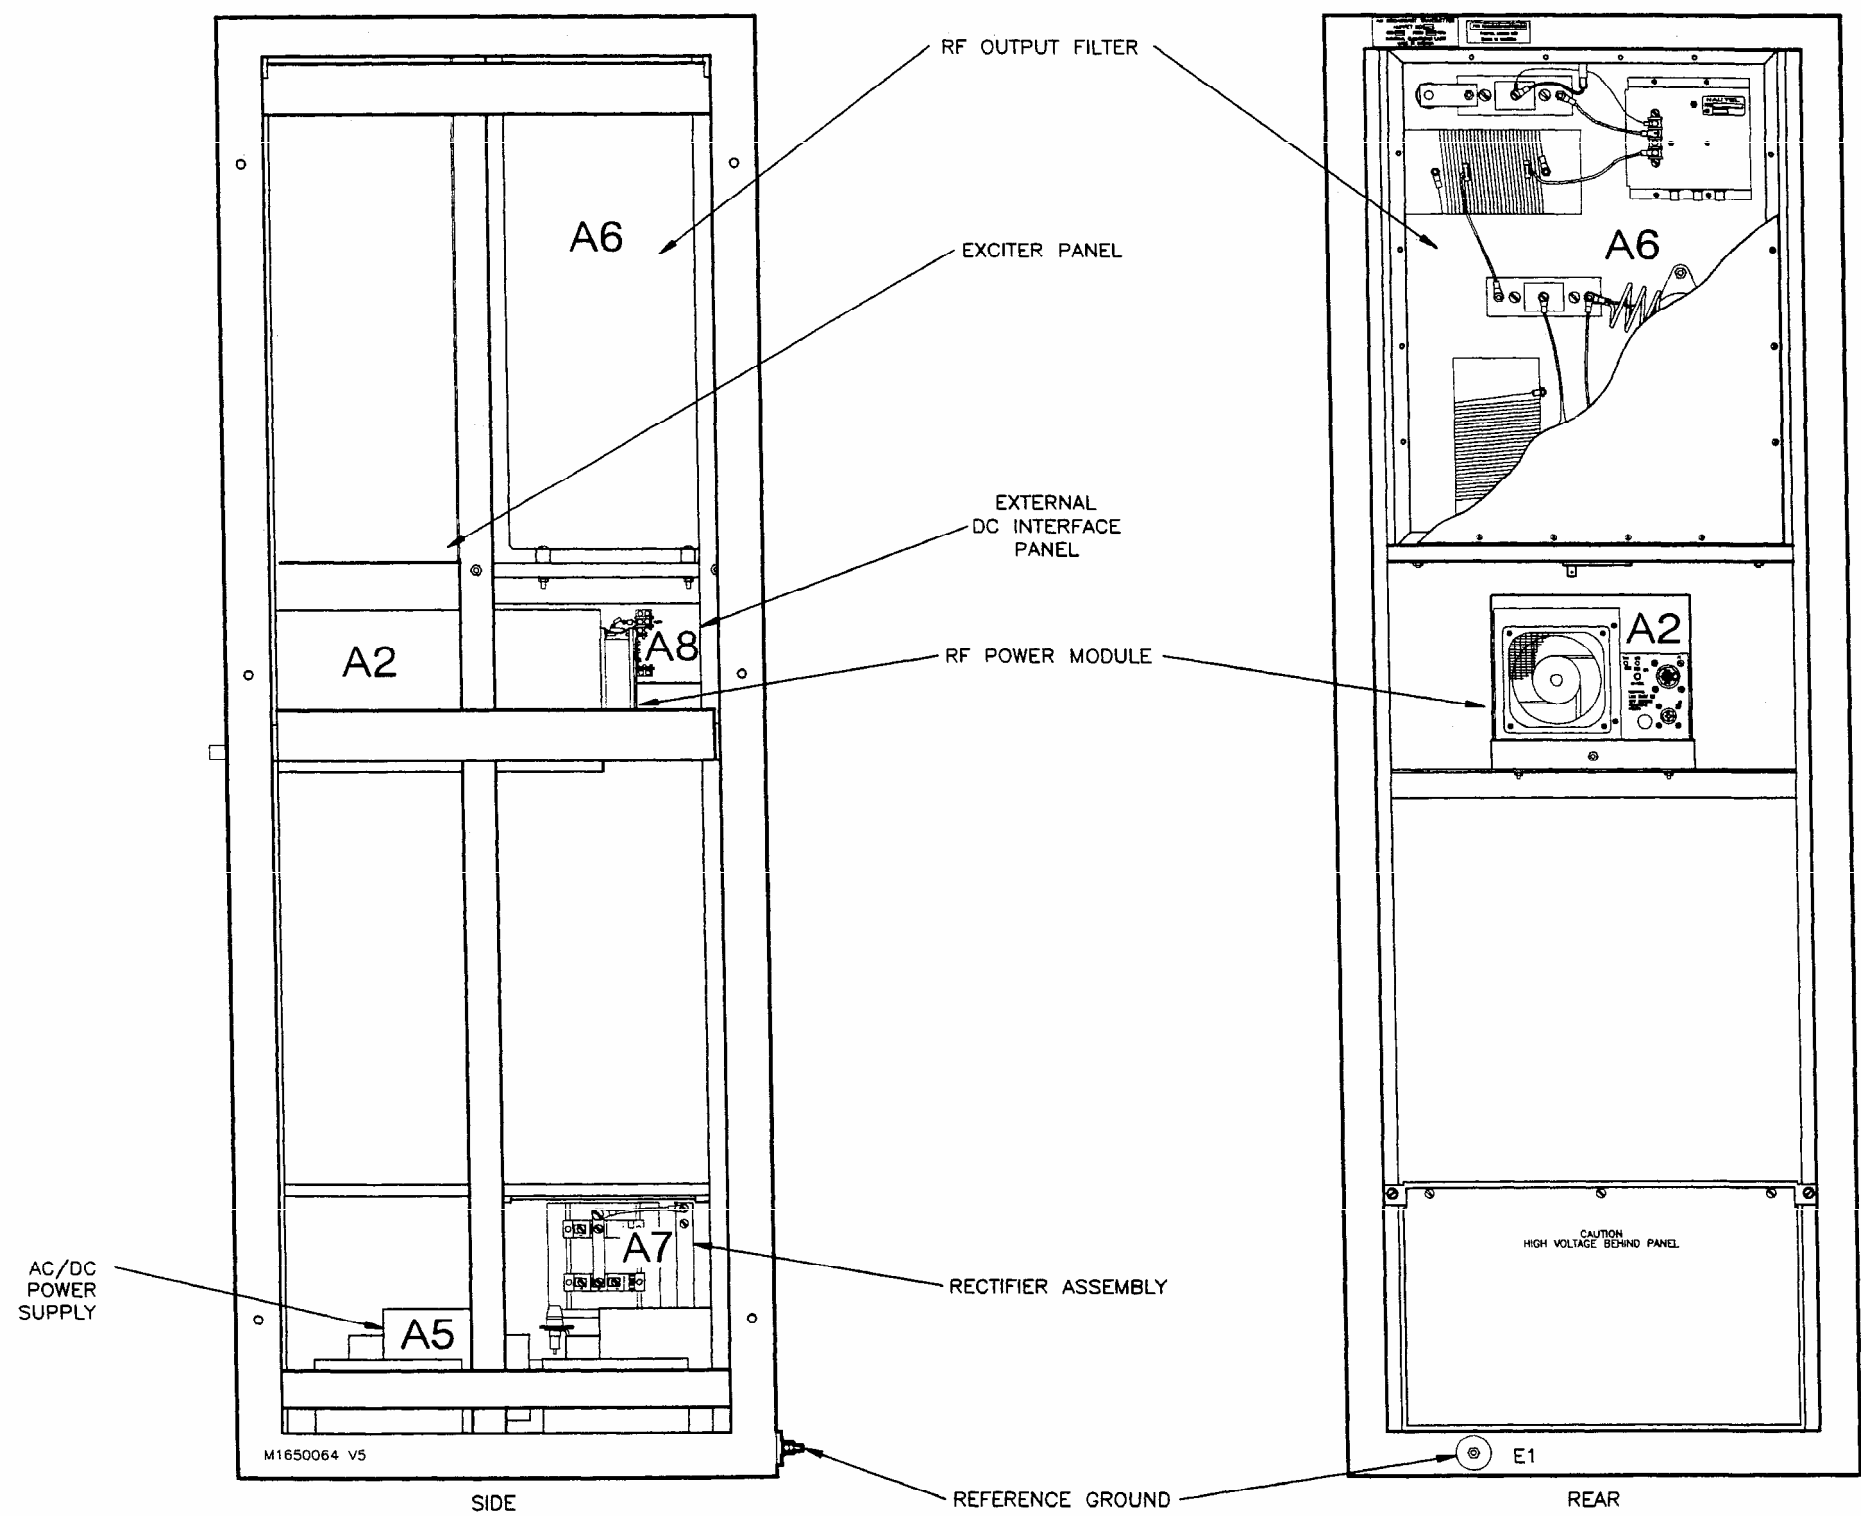 RF OUTPUT FILTER
NAUTEL
A6
A6
EXCITER PANEL
EXTERNAL
DC INTERFACE
PANEL
A2
A8
A2
RF POWER MODULE
A7
CAUTION
HIGH VOLTAGE BEHIND PANEL
AC/DC
POWER
SUPPLY
RECTIFIER ASSEMBLY
A5
M1650064 V5
E1
REFERENCE GROUND
SIDE
REAR